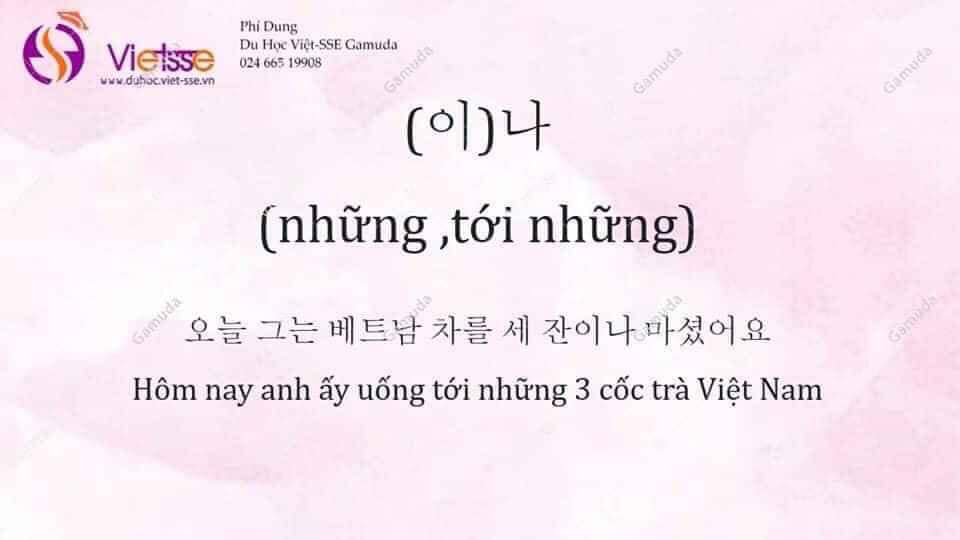 Phí Dung
Du Học Việt-SSE Gamuda
024 665 19908
Vietsse
www.duhoc.viet-sse.vn
Gamuda
Gamuda
Gamuda
(이)나
(những ,tới những)
Gamuda
Gamuda
Gamuda
Gamuda
오늘 그는 베트남 차를 세 잔이나 마셨어요
Hôm nay anh ấy uống tới những 3 cốc trà Việt Nam